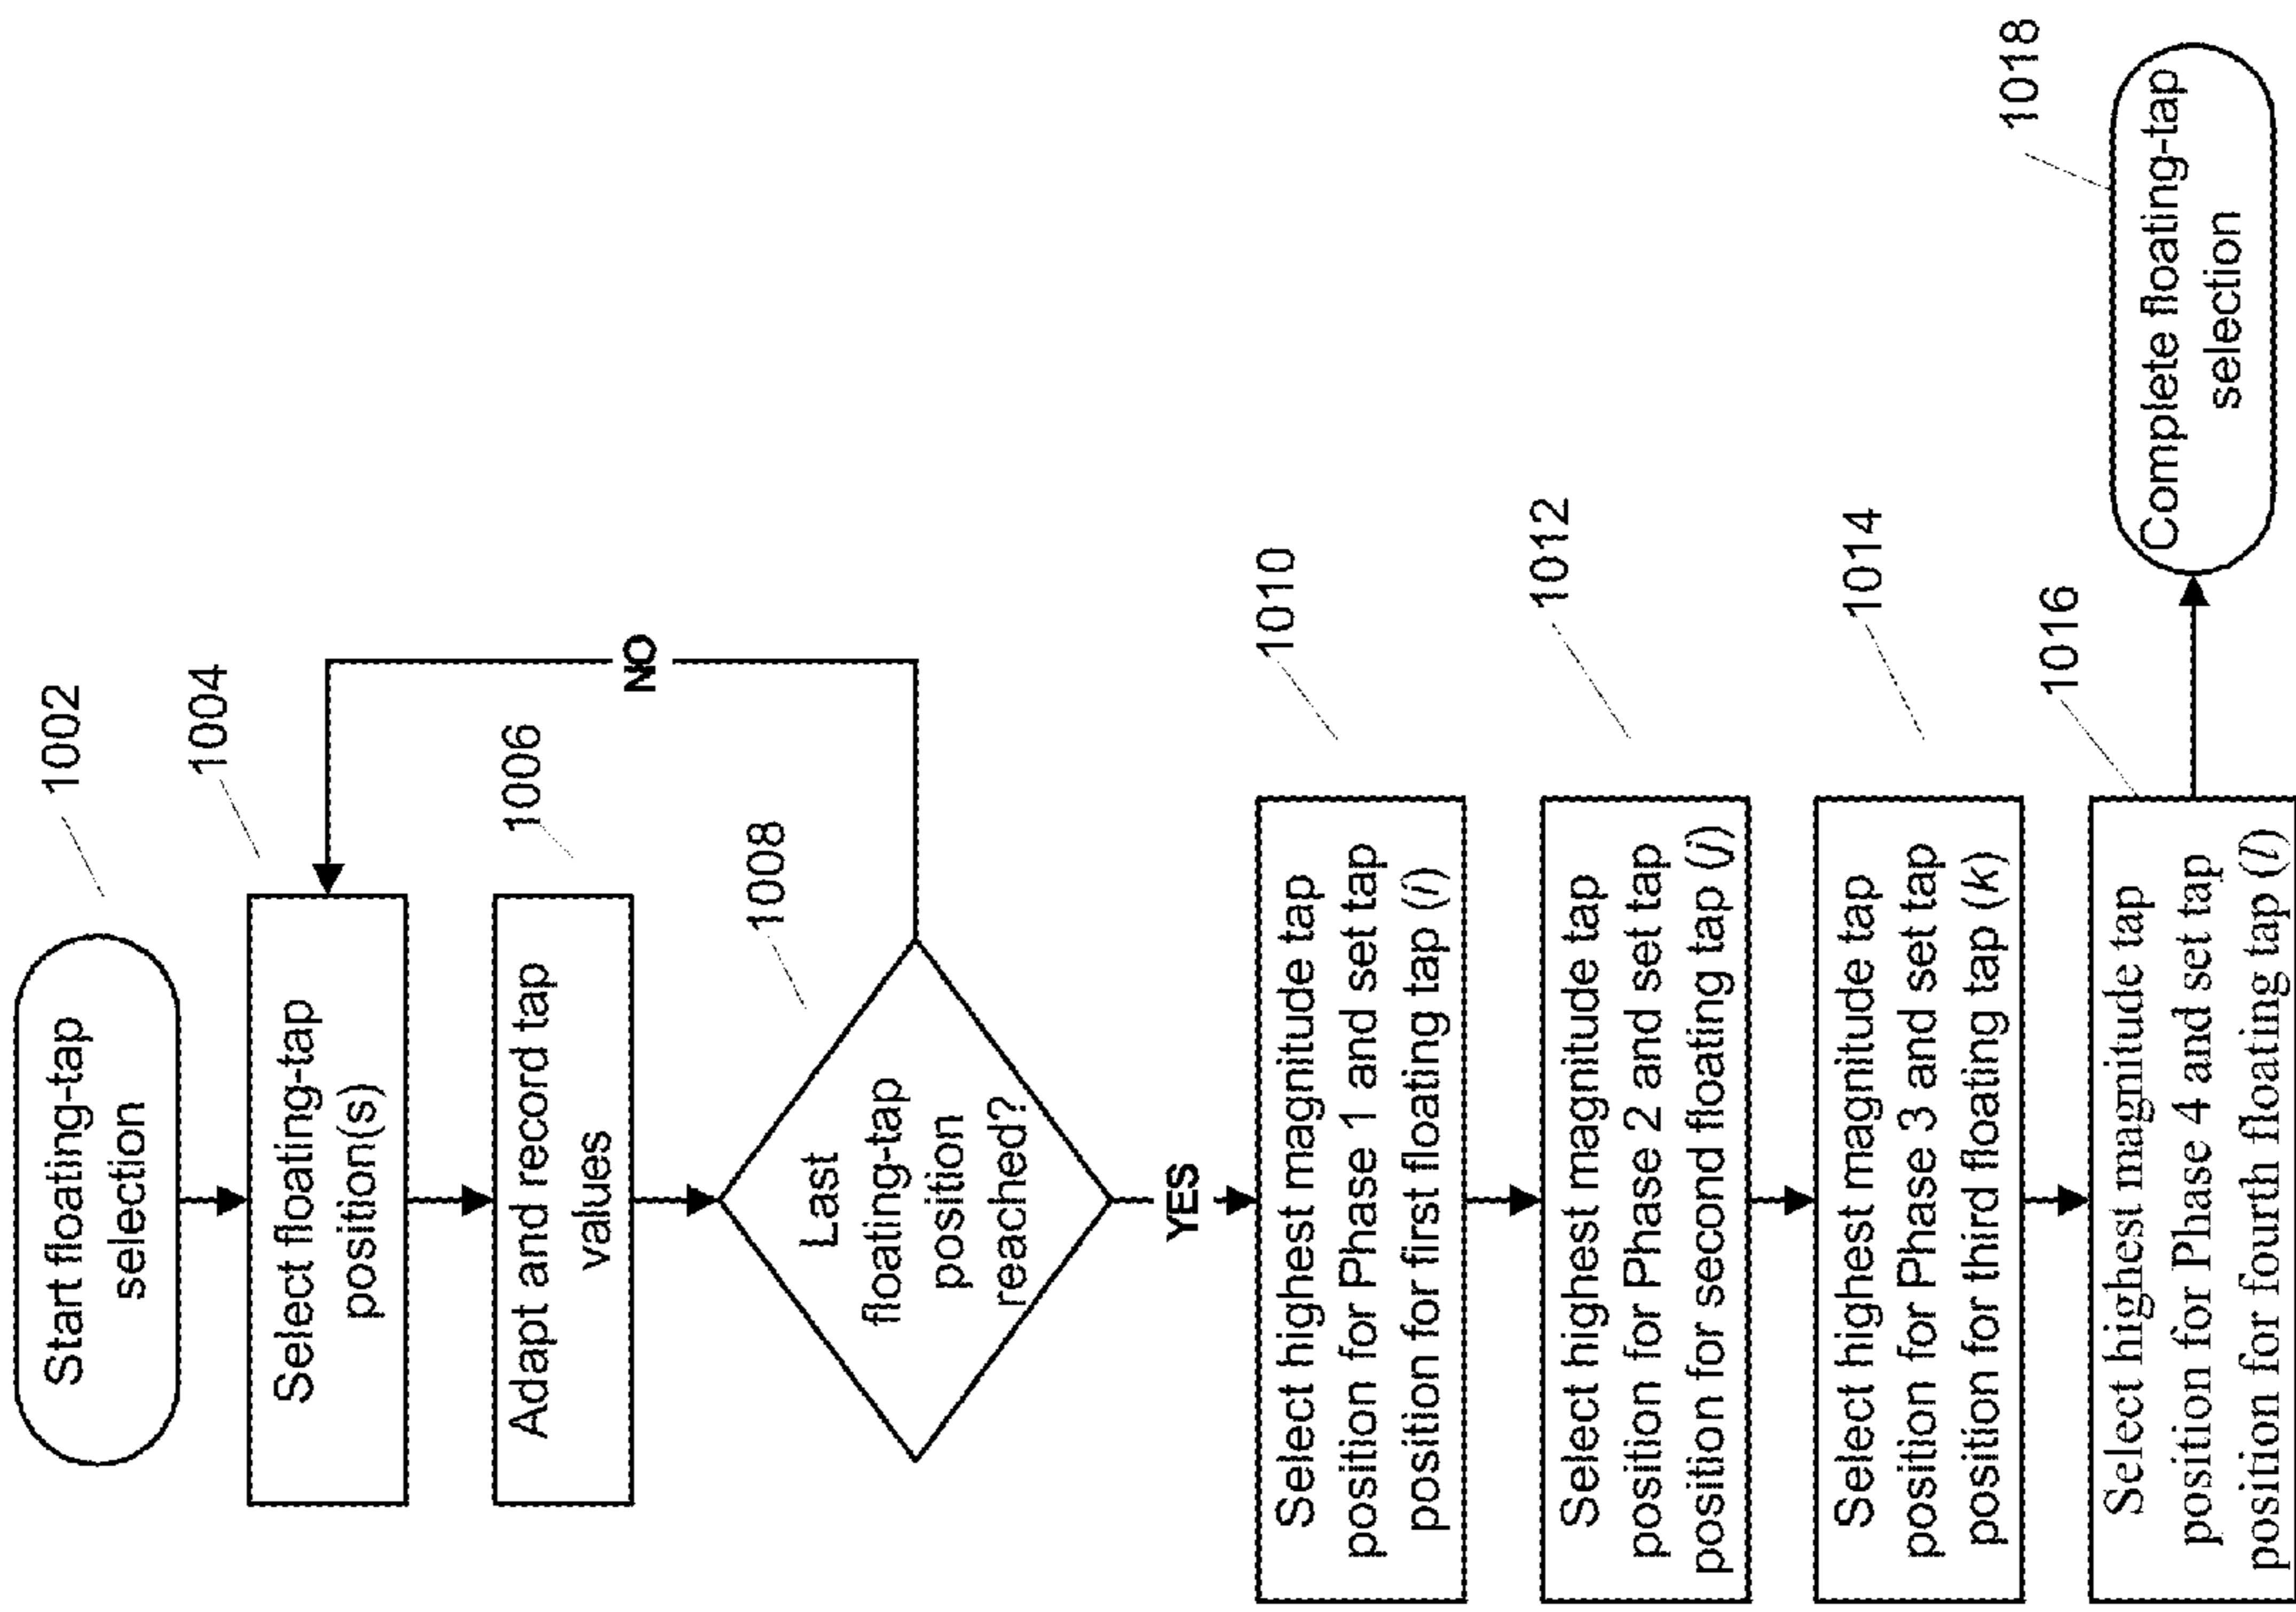 1002
Start floating-tap
selection
1004
Select floating-tap
position(s)
1006
Adapt and record tap
values
1008
Last
floating-tap
position
reached?
NO
YES
1010
Select highest magnitude tap
position for Phase 1 and set tap
position for first floating tap (i)
1012
Select highest magnitude tap
position for Phase 2 and set tap
position for second floating tap (j)
1014
Select highest magnitude tap
position for Phase 3 and set tap
position for third floating tap (k)
1016
Select highest magnitude tap
position for Phase 4 and set tap
position for fourth floating tap (l)
1018
Complete floating-tap
selection